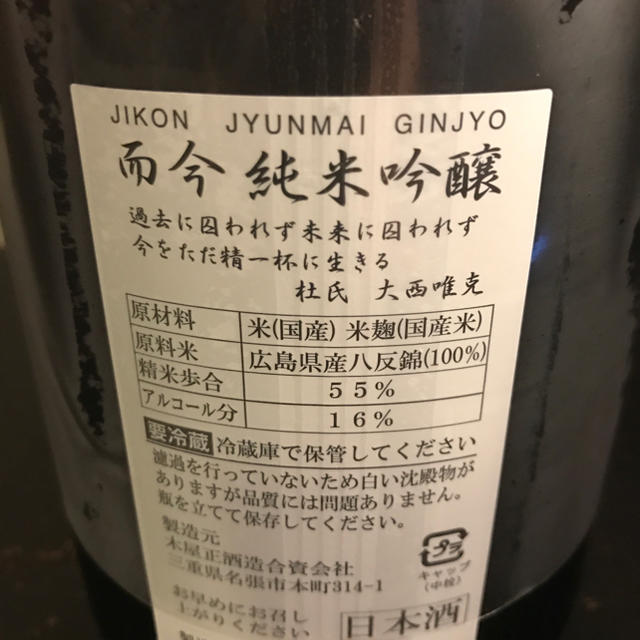 JIKON JYUNMAI GINJYO
而今 純米吟醸
過去に囚われず未来に囚われず
今をただ精一杯に生きる
杜氏 大西唯克
原材料 米(国産) 米麹(国産米)
原料米 広島県産八反錦(100%)
精米歩合 55%
アルコール分 16%
要冷蔵 冷蔵庫で保管してください
濾過を行っていないため白い沈殿物が
ありますが品質には問題ありません。
瓶を立てて保存してください。
製造元
木屋正酒造合資会社
三重県名張市本町314-1
プラ
キャップ
(中栓)
お早めにお召し
上がりください
日本酒